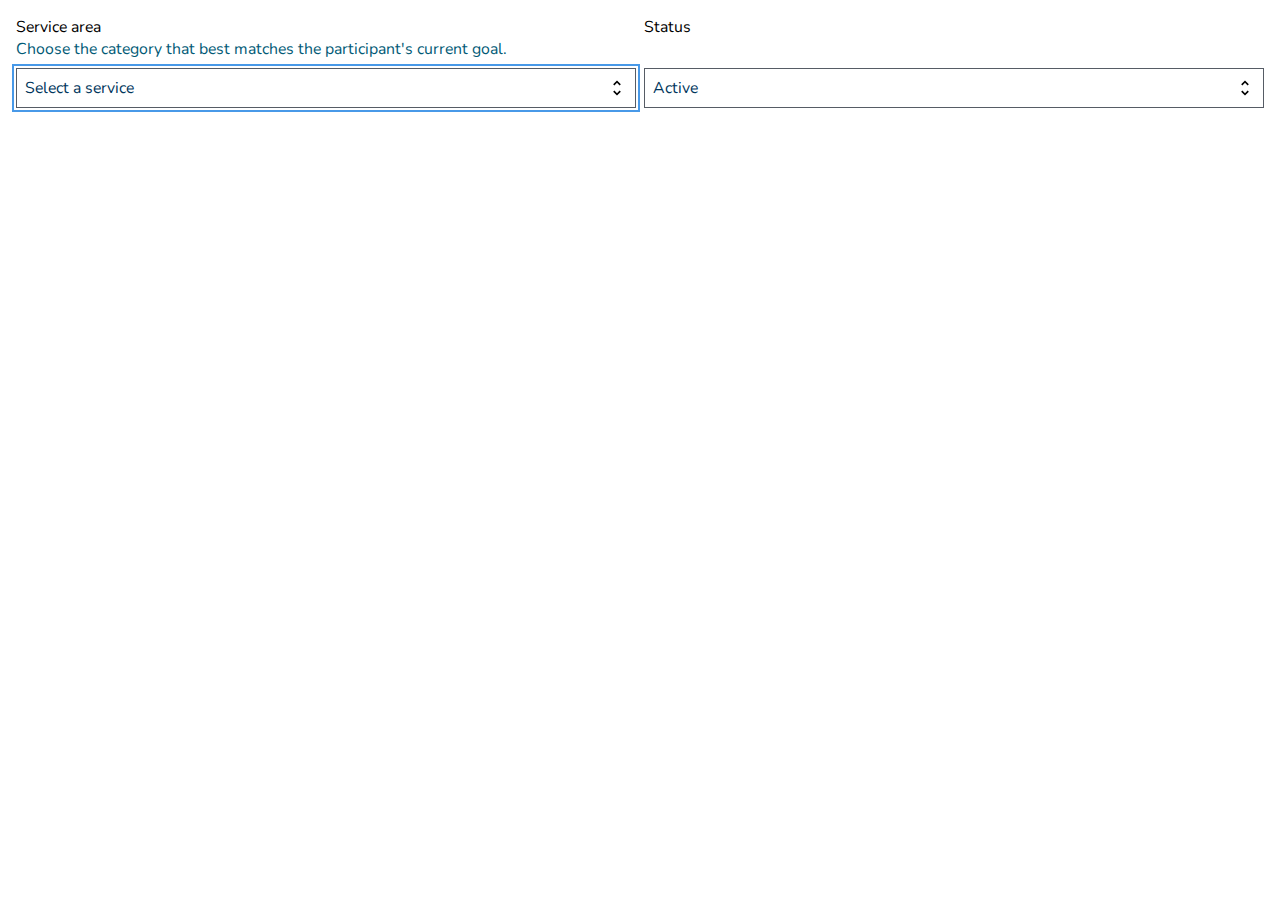 Service area
Choose the category that best matches the participant's current goal.
Select a service
Status
Active